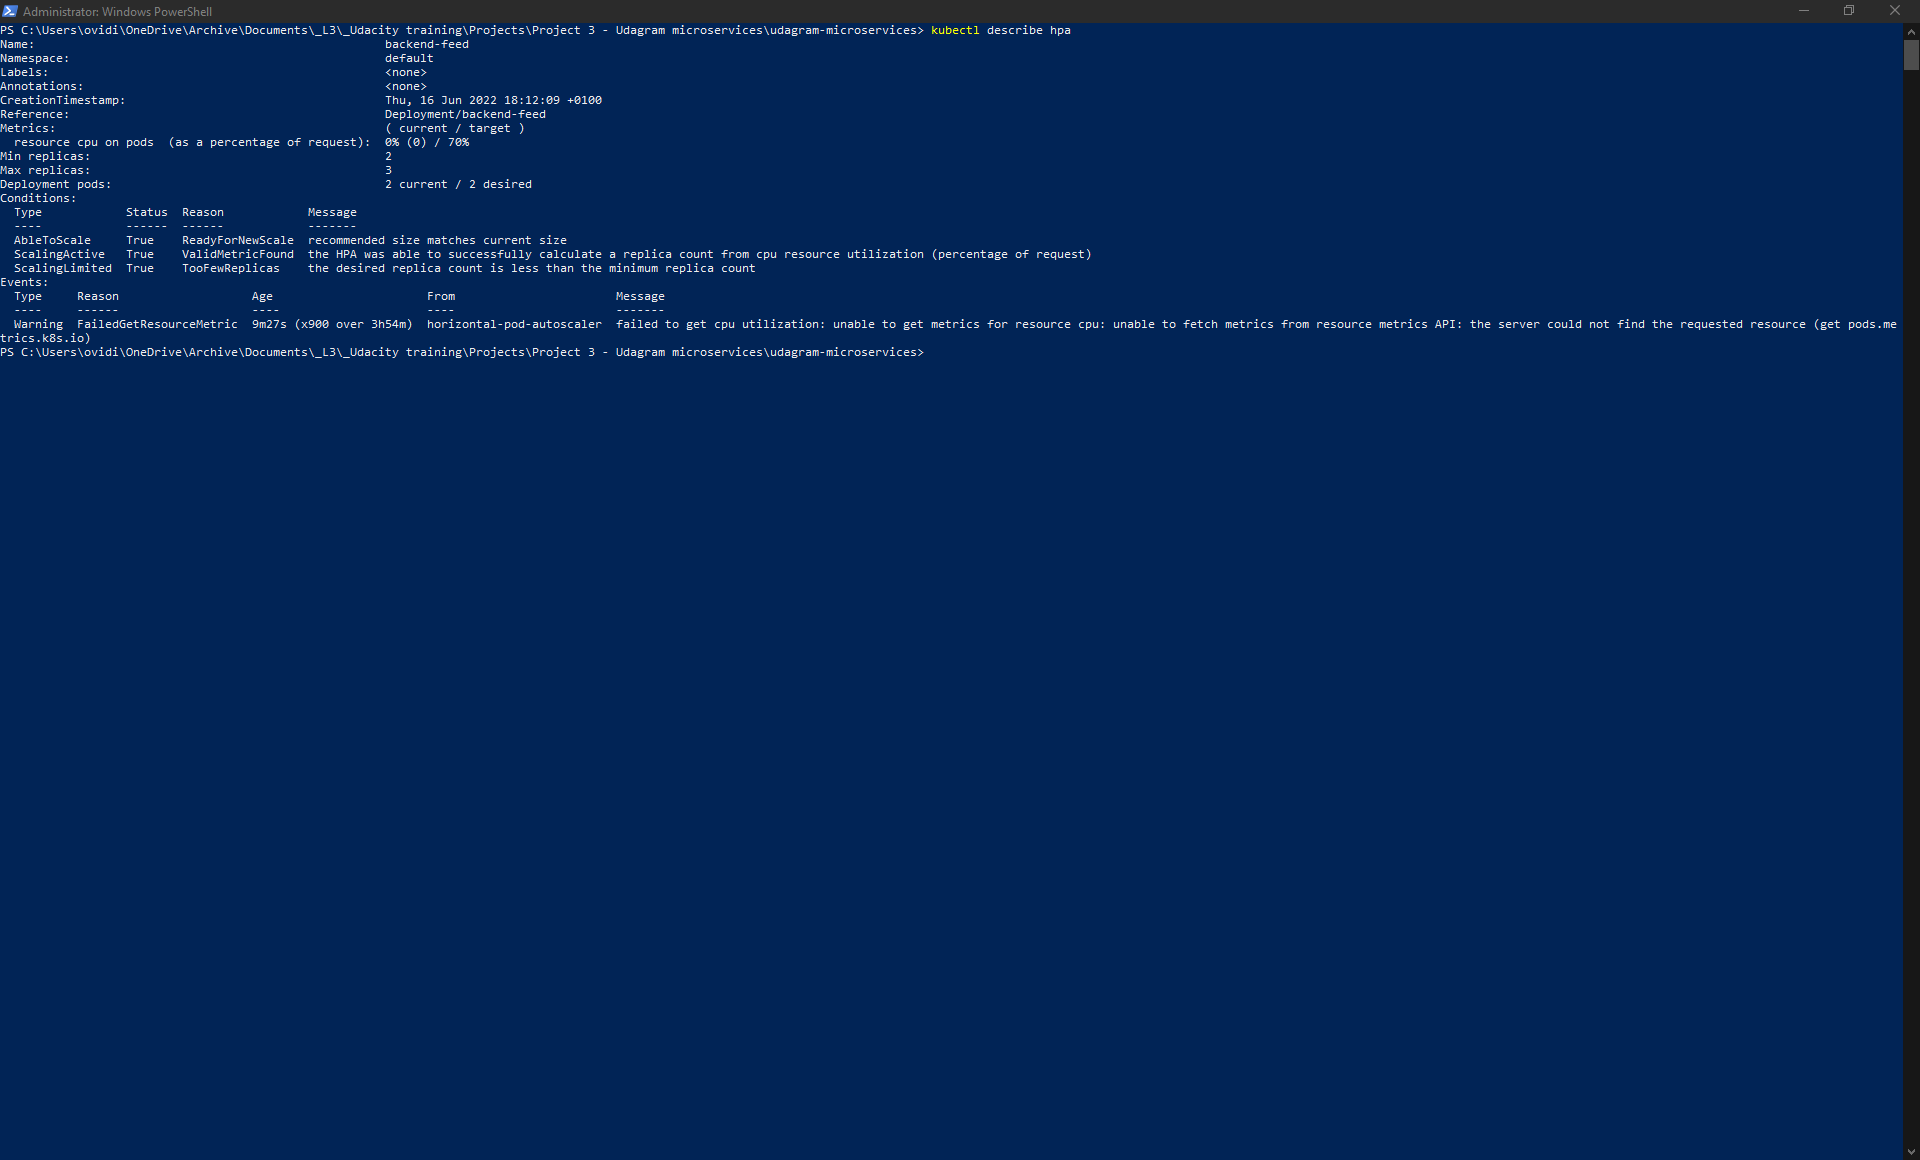 Administrator: Windows PowerShell
PS C:\Users\ovidi\OneDrive\Archive\Documents\_L3\_Udacity training\Projects\Project 3 - Udagram microservices\udagram-microservices> kubectl describe hpa
Name:                                                  backend-feed
Namespace:                                             default
Labels:                                                <none>
Annotations:                                           <none>
CreationTimestamp:                                     Thu, 16 Jun 2022 18:12:09 +0100
Reference:                                             Deployment/backend-feed
Metrics:                                               ( current / target )
  resource cpu on pods  (as a percentage of request):  0% (0) / 70%
Min replicas:                                          2
Max replicas:                                          3
Deployment pods:                                       2 current / 2 desired
Conditions:
  Type            Status  Reason            Message
  ----            ------  ------            -------
  AbleToScale     True    ReadyForNewScale  recommended size matches current size
  ScalingActive   True    ValidMetricFound  the HPA was able to successfully calculate a replica count from cpu resource utilization (percentage of request)
  ScalingLimited  True    TooFewReplicas    the desired replica count is less than the minimum replica count
Events:
  Type     Reason                   Age                      From                       Message
  ----     ------                   ----                     ----                       -------
  Warning  FailedGetResourceMetric  9m27s (x900 over 3h54m)  horizontal-pod-autoscaler  failed to get cpu utilization: unable to get metrics for resource cpu: unable to fetch metrics from resource metrics API: the server could not find the requested resource (get pods.me
trics.k8s.io)
PS C:\Users\ovidi\OneDrive\Archive\Documents\_L3\_Udacity training\Projects\Project 3 - Udagram microservices\udagram-microservices>